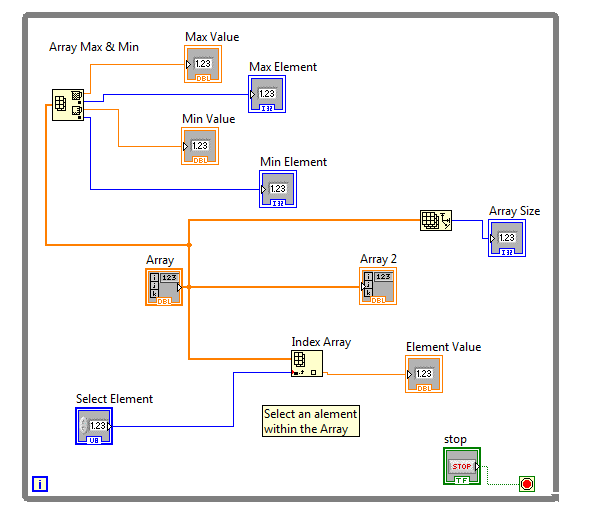 Max Value
Array Max & Min
1.23
DBL
Max Element
1.23
I32
Min Value
1.23
DBL
Min Element
1.23
I32
Array Size
1.23
I32
Array
i
j
k
123
DBL
Array 2
i
j
k
123
DBL
Index Array
Element Value
1.23
DBL
Select Element
1.23
U8
Select an alement
within the Array
stop
STOP
TF
i